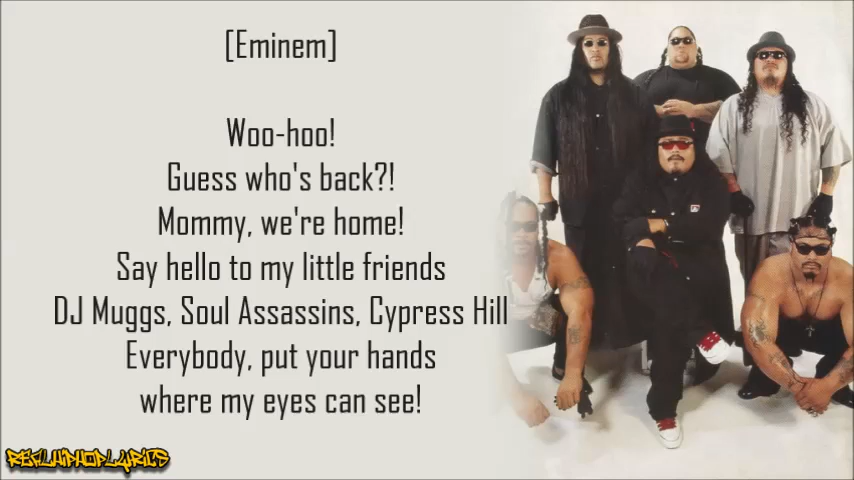 [Eminem]
Woo-hoo!
Guess who's back?!
Mommy, we're home!
Say hello to my little friends
DJ Muggs, Soul Assassins, Cypress Hill
Everybody, put your hands
where my eyes can see!
REFLHIPHOPLYRICS